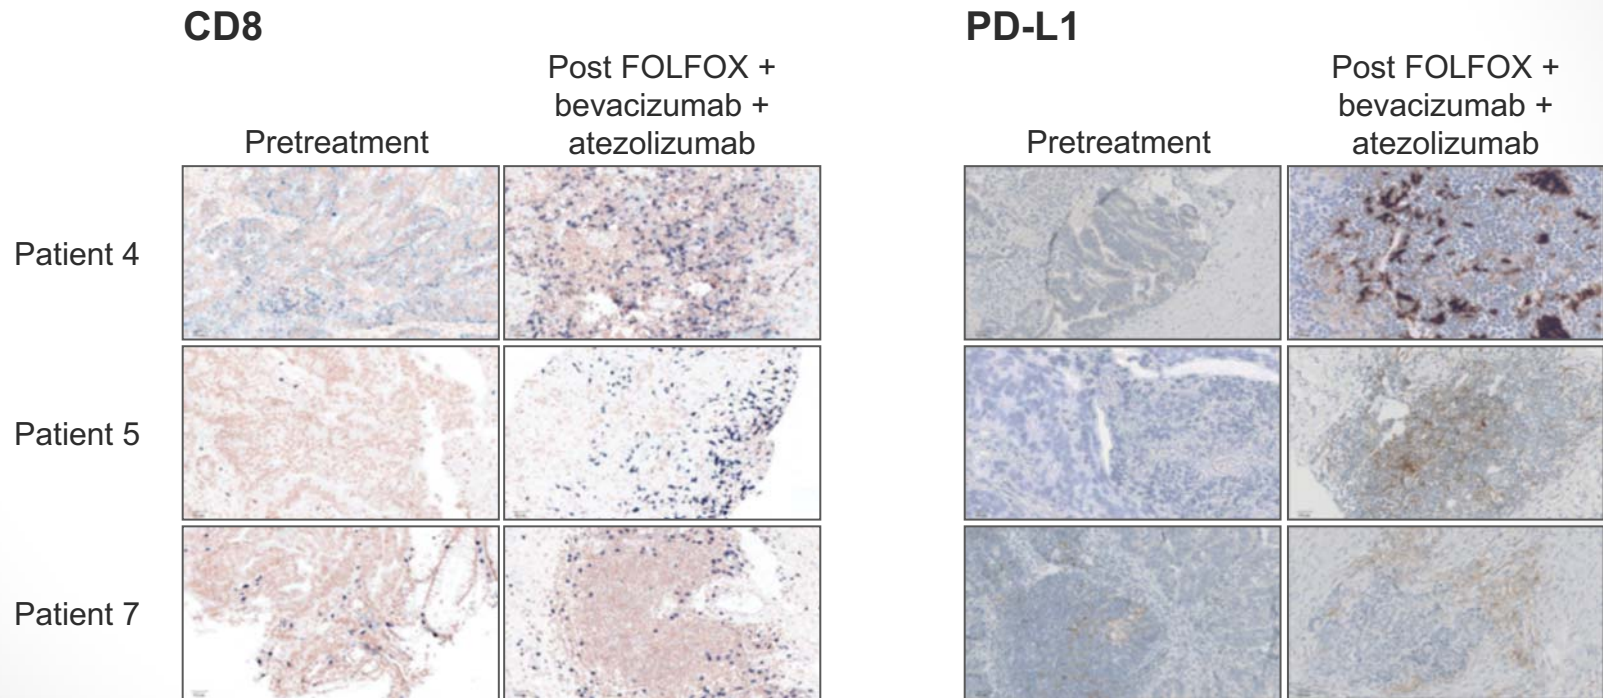 CD8
PD-L1
Pretreatment
Post FOLFOX +
bevacizumab +
atezolizumab
Pretreatment
Post FOLFOX +
bevacizumab +
atezolizumab
Patient 4
Patient 5
Patient 7